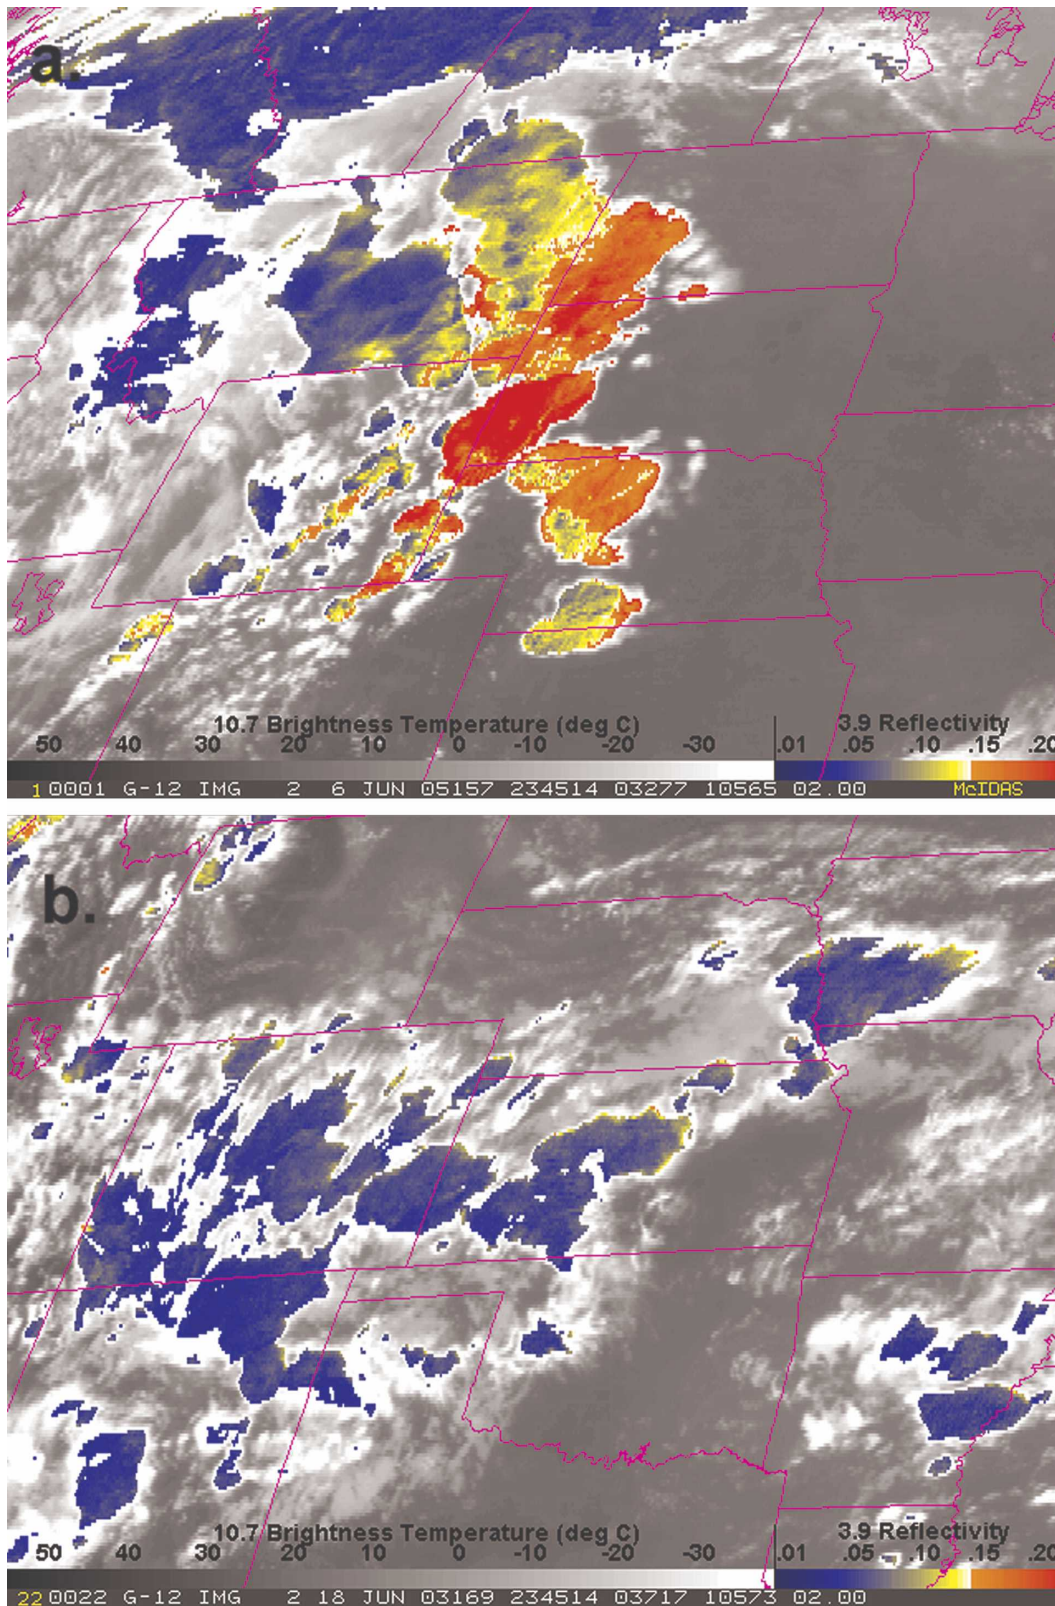 a.
10.7 Brightness Temperature (deg C) 3.9 Reflectivity
50 40 30 20 10 0 -10 -20 -30 .01 .05 .10 .15 .20
1 0001 G-12 IMG 2 6 JUN 05157 234514 03277 10565 02.00 McIDAS
b.
10.7 Brightness Temperature (deg C) 3.9 Reflectivity
50 40 30 20 10 0 -10 -20 -30 .01 .05 .10 .15 .20
22 0022 G-12 IMG 2 18 JUN 03169 234514 03717 10573 02.00